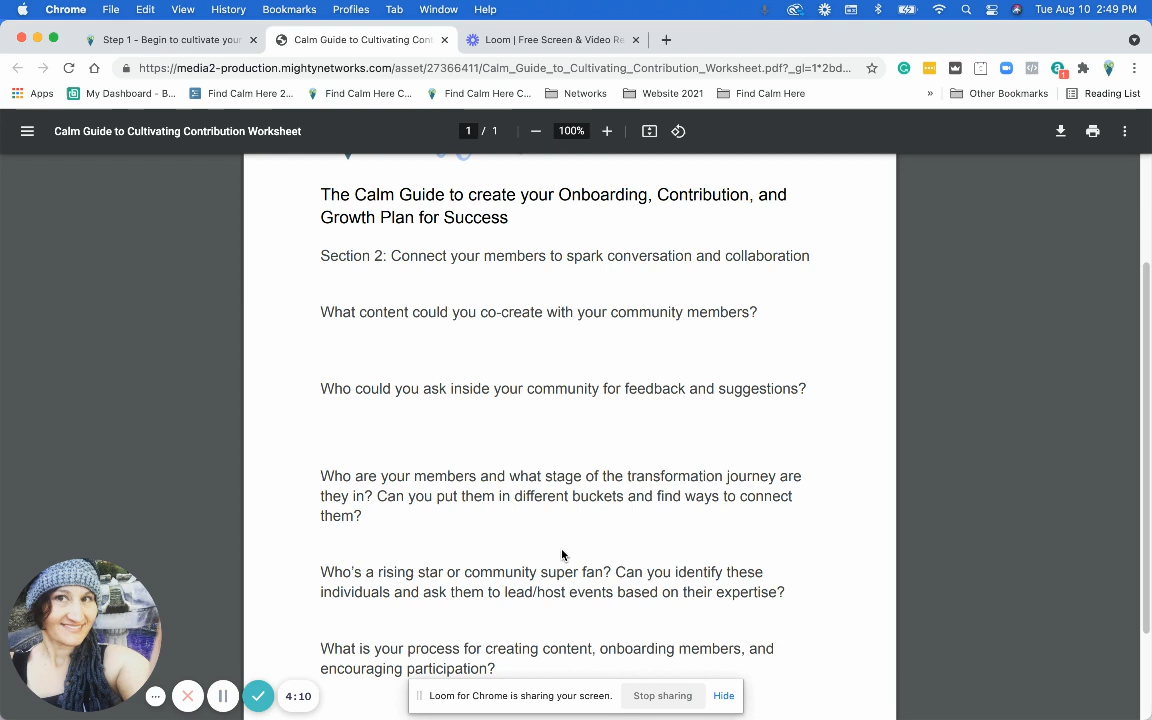 Chrome File Edit View History Bookmarks Profiles Tab Window Help Tue Aug 10 2:49 PM
Step 1 - Begin to cultivate your
Calm Guide to Cultivating Cont
Loom | Free Screen & Video Re
https://media2-production.mightynetworks.com/asset/27366411/Calm_Guide_to_Cultivating_Contribution_Worksheet.pdf?_gl=1*2bd...
1
Apps My Dashboard - B... Find Calm Here 2... Find Calm Here C... Find Calm Here C... Networks Website 2021 Find Calm Here » Other Bookmarks Reading List
Calm Guide to Cultivating Contribution Worksheet 1 / 1 100%
The Calm Guide to create your Onboarding, Contribution, and
Growth Plan for Success
Section 2: Connect your members to spark conversation and collaboration
What content could you co-create with your community members?
Who could you ask inside your community for feedback and suggestions?
Who are your members and what stage of the transformation journey are
they in? Can you put them in different buckets and find ways to connect
them?
Who's a rising star or community super fan? Can you identify these
individuals and ask them to lead/host events based on their expertise?
What is your process for creating content, onboarding members, and
encouraging participation?
4:10
Loom for Chrome is sharing your screen. Stop sharing Hide